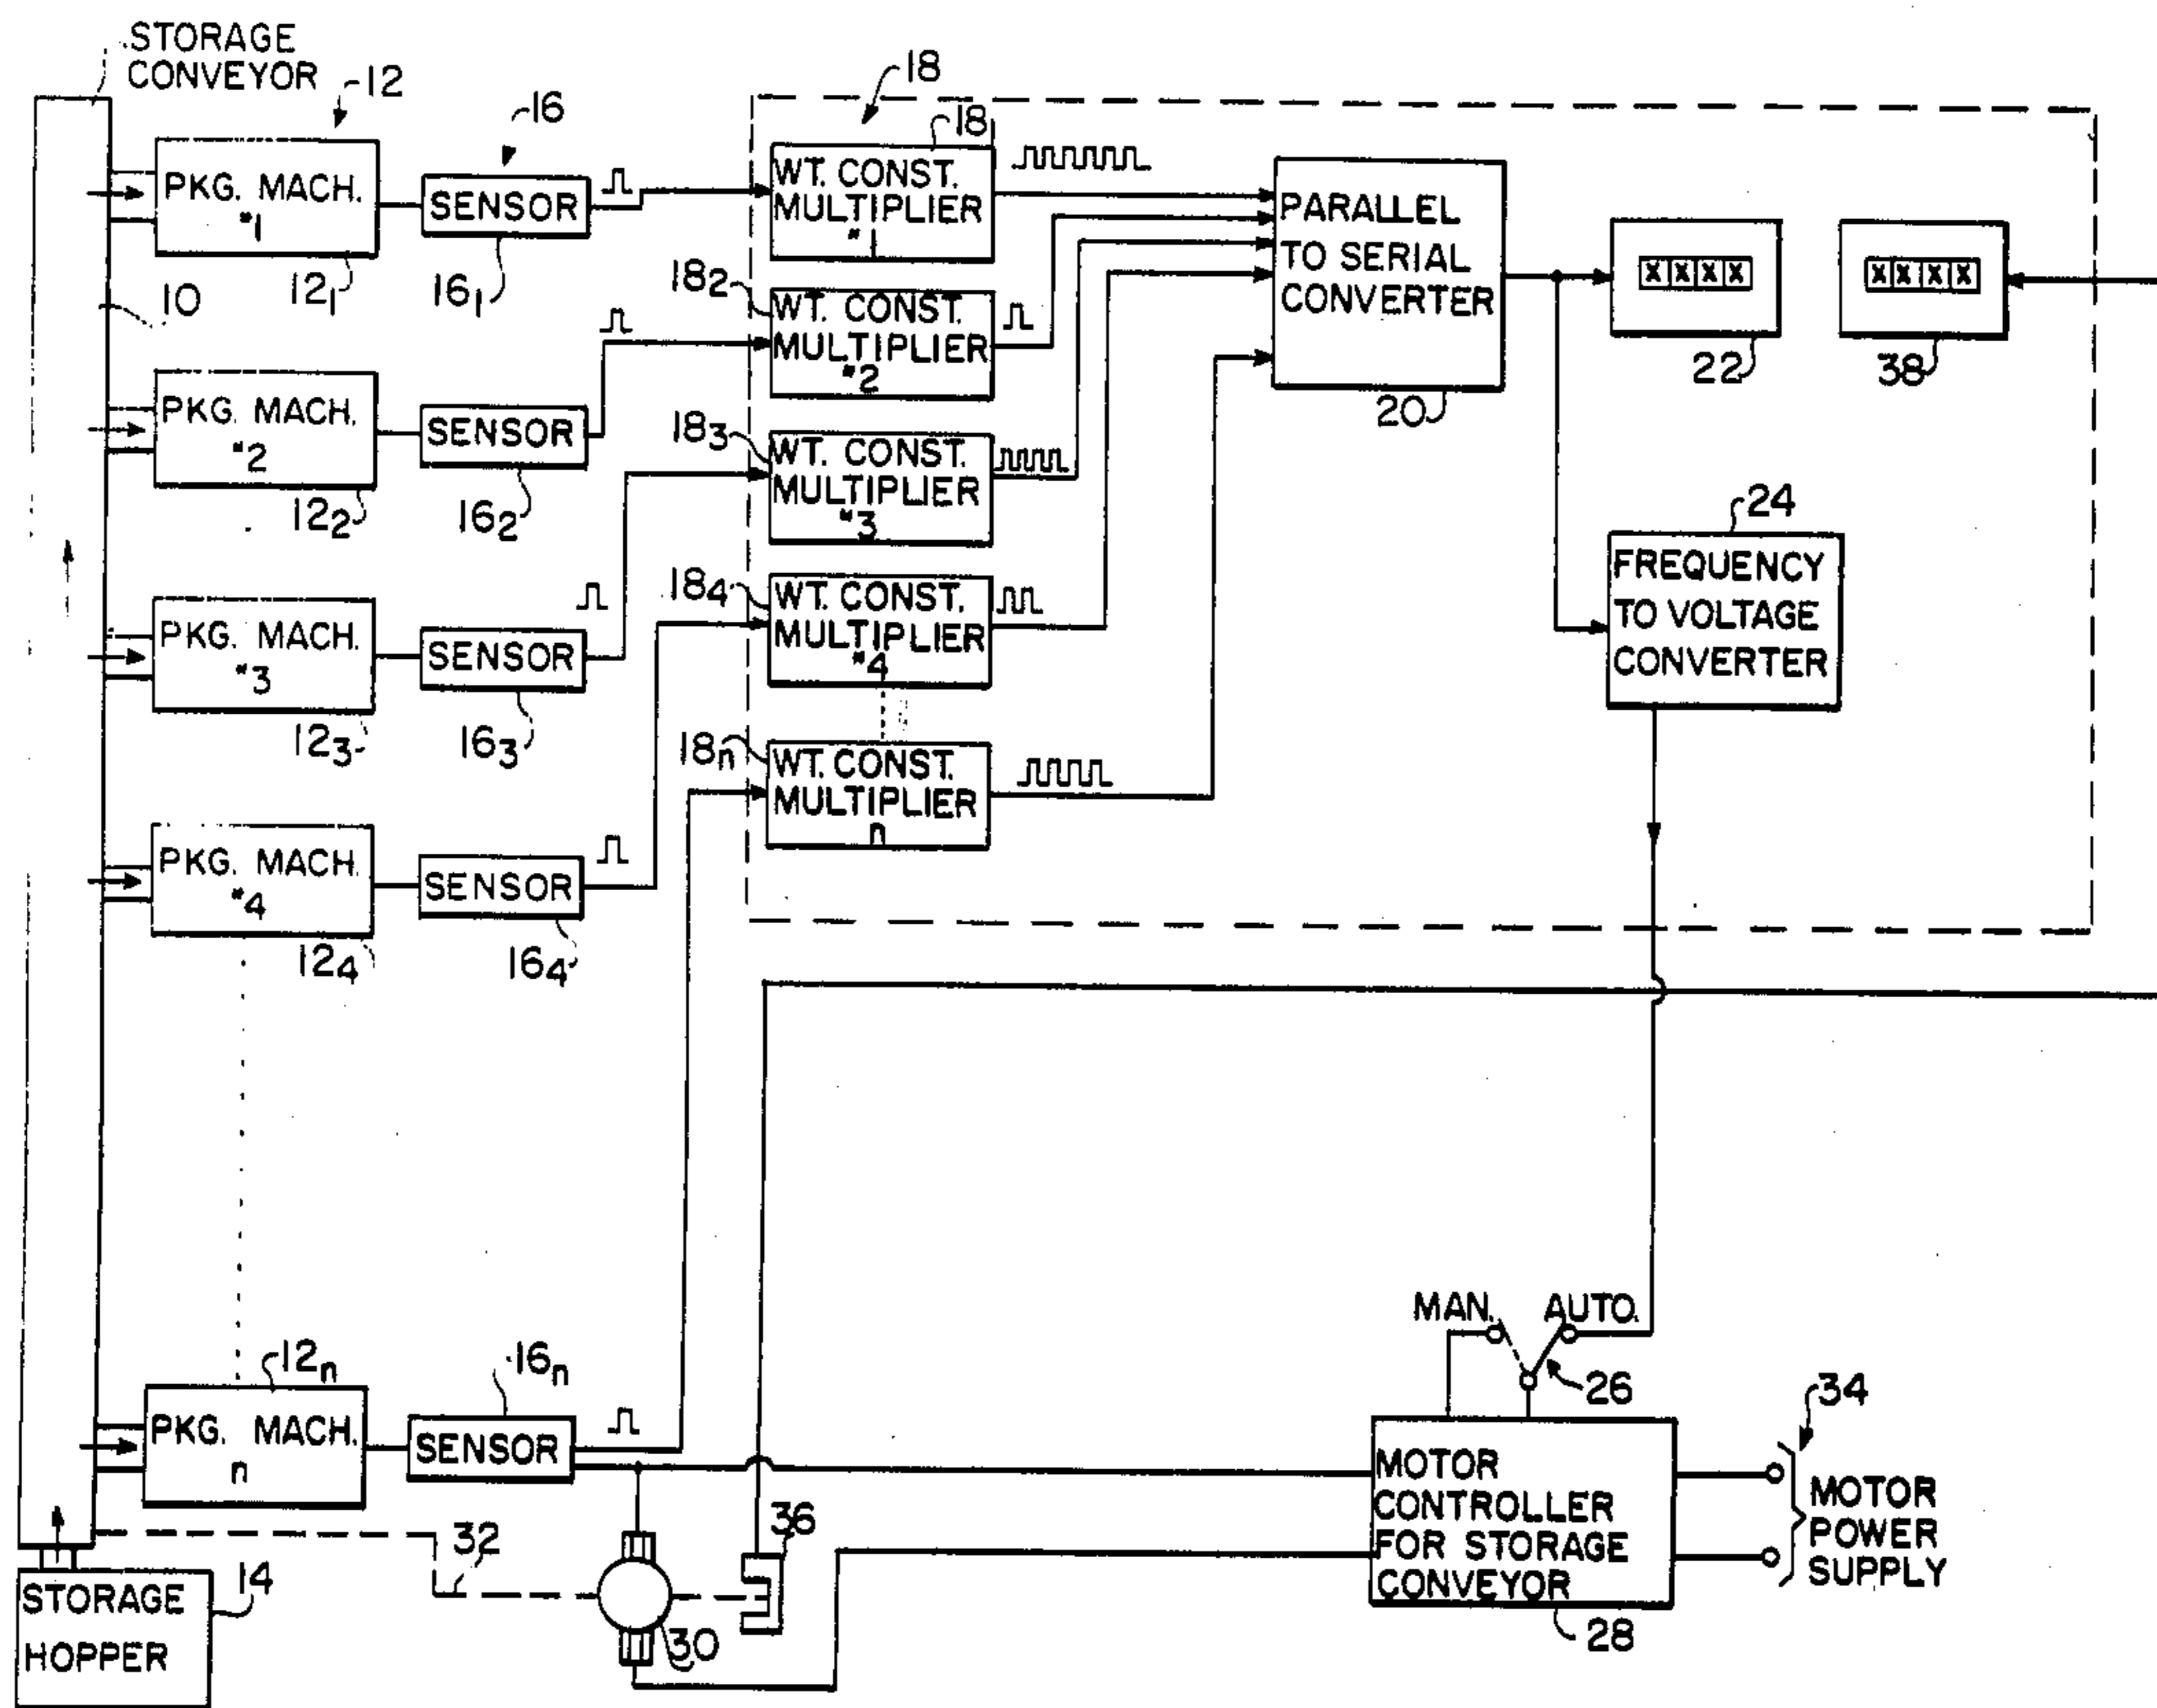 STORAGE
CONVEYOR
12
16
18
10
PKG. MACH.
#1
12₁
SENSOR
16₁
18₁
WT. CONST.
MULTIPLIER
#1
PARALLEL
TO SERIAL
CONVERTER
20
XXXX
22
XXXX
38
PKG. MACH.
#2
12₂
SENSOR
16₂
18₂
WT. CONST.
MULTIPLIER
#2
PKG. MACH.
#3
12₃
SENSOR
16₃
18₃
WT. CONST.
MULTIPLIER
#3
24
FREQUENCY
TO VOLTAGE
CONVERTER
PKG. MACH.
#4
12₄
SENSOR
16₄
18₄
WT. CONST.
MULTIPLIER
#4
18n
WT. CONST.
MULTIPLIER
n
12n
PKG. MACH.
n
16n
SENSOR
MAN. AUTO.
26
34
MOTOR
CONTROLLER
FOR STORAGE
CONVEYOR
28
MOTOR
POWER
SUPPLY
32
36
30
14
STORAGE
HOPPER